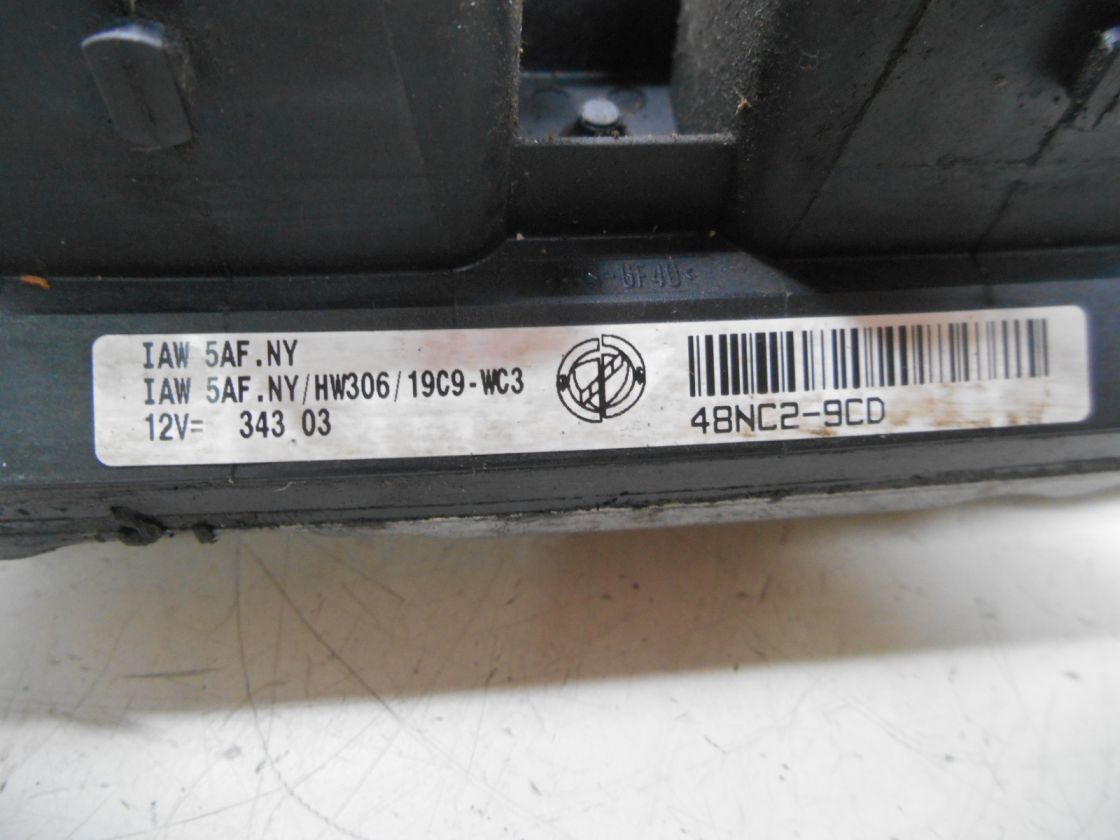 IAW 5AF.NY
IAW 5AF.NY/HW306/19C9-WC3
12V= 343 03
48NC2-9CD